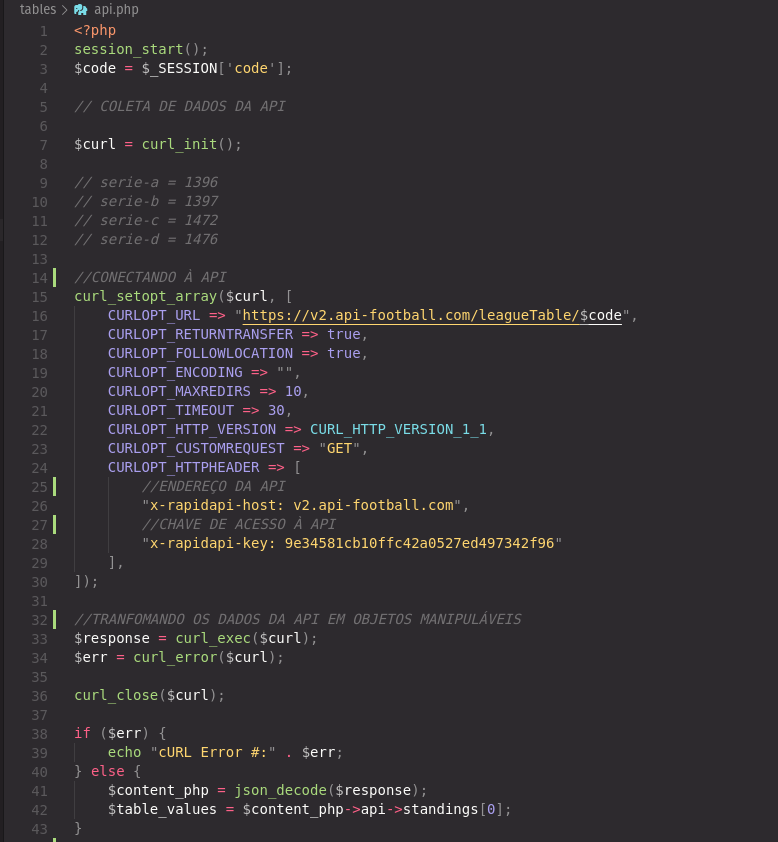 tables > api.php
1 <?php
2 session_start();
3 $code = $_SESSION['code'];
4
5 // COLETA DE DADOS DA API
6
7 $curl = curl_init();
8
9 // serie-a = 1396
10 // serie-b = 1397
11 // serie-c = 1472
12 // serie-d = 1476
13
14 //CONECTANDO À API
15 curl_setopt_array($curl, [
16 CURLOPT_URL => "https://v2.api-football.com/leagueTable/$code",
17 CURLOPT_RETURNTRANSFER => true,
18 CURLOPT_FOLLOWLOCATION => true,
19 CURLOPT_ENCODING => "",
20 CURLOPT_MAXREDIRS => 10,
21 CURLOPT_TIMEOUT => 30,
22 CURLOPT_HTTP_VERSION => CURL_HTTP_VERSION_1_1,
23 CURLOPT_CUSTOMREQUEST => "GET",
24 CURLOPT_HTTPHEADER => [
25 //ENDEREÇO DA API
26 "x-rapidapi-host: v2.api-football.com",
27 //CHAVE DE ACESSO À API
28 "x-rapidapi-key: 9e34581cb10ffc42a0527ed497342f96"
29 ],
30 ]);
31
32 //TRANFOMANDO OS DADOS DA API EM OBJETOS MANIPULÁVEIS
33 $response = curl_exec($curl);
34 $err = curl_error($curl);
35
36 curl_close($curl);
37
38 if ($err) {
39 echo "cURL Error #:" . $err;
40 } else {
41 $content_php = json_decode($response);
42 $table_values = $content_php->api->standings[0];
43 }